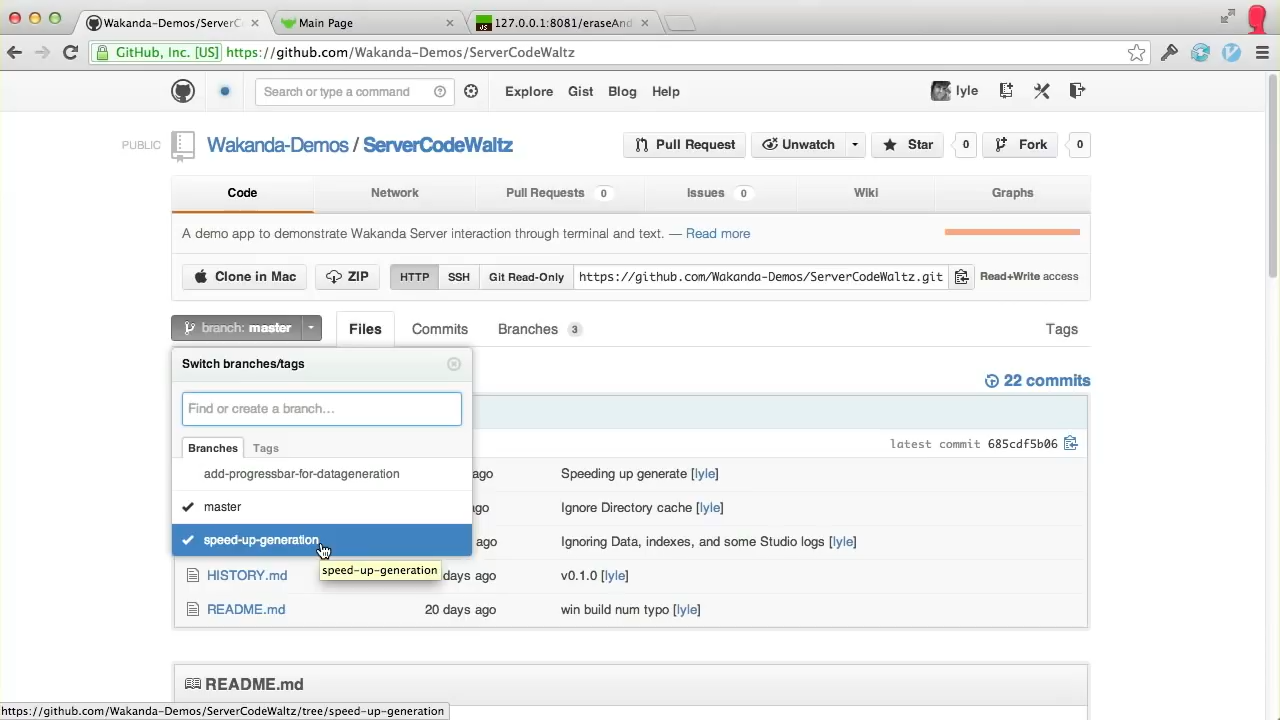 Wakanda-Demos/ServerC
Main Page
127.0.0.1:8081/eraseAnd
GitHub, Inc. [US] https://github.com/Wakanda-Demos/ServerCodeWaltz
Search or type a command
Explore Gist Blog Help
lyle
PUBLIC Wakanda-Demos / ServerCodeWaltz
Pull Request Unwatch Star 0 Fork 0
Code Network Pull Requests 0 Issues 0 Wiki Graphs
A demo app to demonstrate Wakanda Server interaction through terminal and text. — Read more
Clone in Mac ZIP HTTP SSH Git Read-Only https://github.com/Wakanda-Demos/ServerCodeWaltz.git Read+Write access
branch: master Files Commits Branches 3 Tags
Switch branches/tags
22 commits
Find or create a branch...
latest commit 685cdf5b06
Branches Tags
add-progressbar-for-datageneration ago Speeding up generate [lyle]
master ago Ignore Directory cache [lyle]
speed-up-generation ago Ignoring Data, indexes, and some Studio logs [lyle]
speed-up-generation
HISTORY.md days ago v0.1.0 [lyle]
README.md 20 days ago win build num typo [lyle]
README.md
https://github.com/Wakanda-Demos/ServerCodeWaltz/tree/speed-up-generation